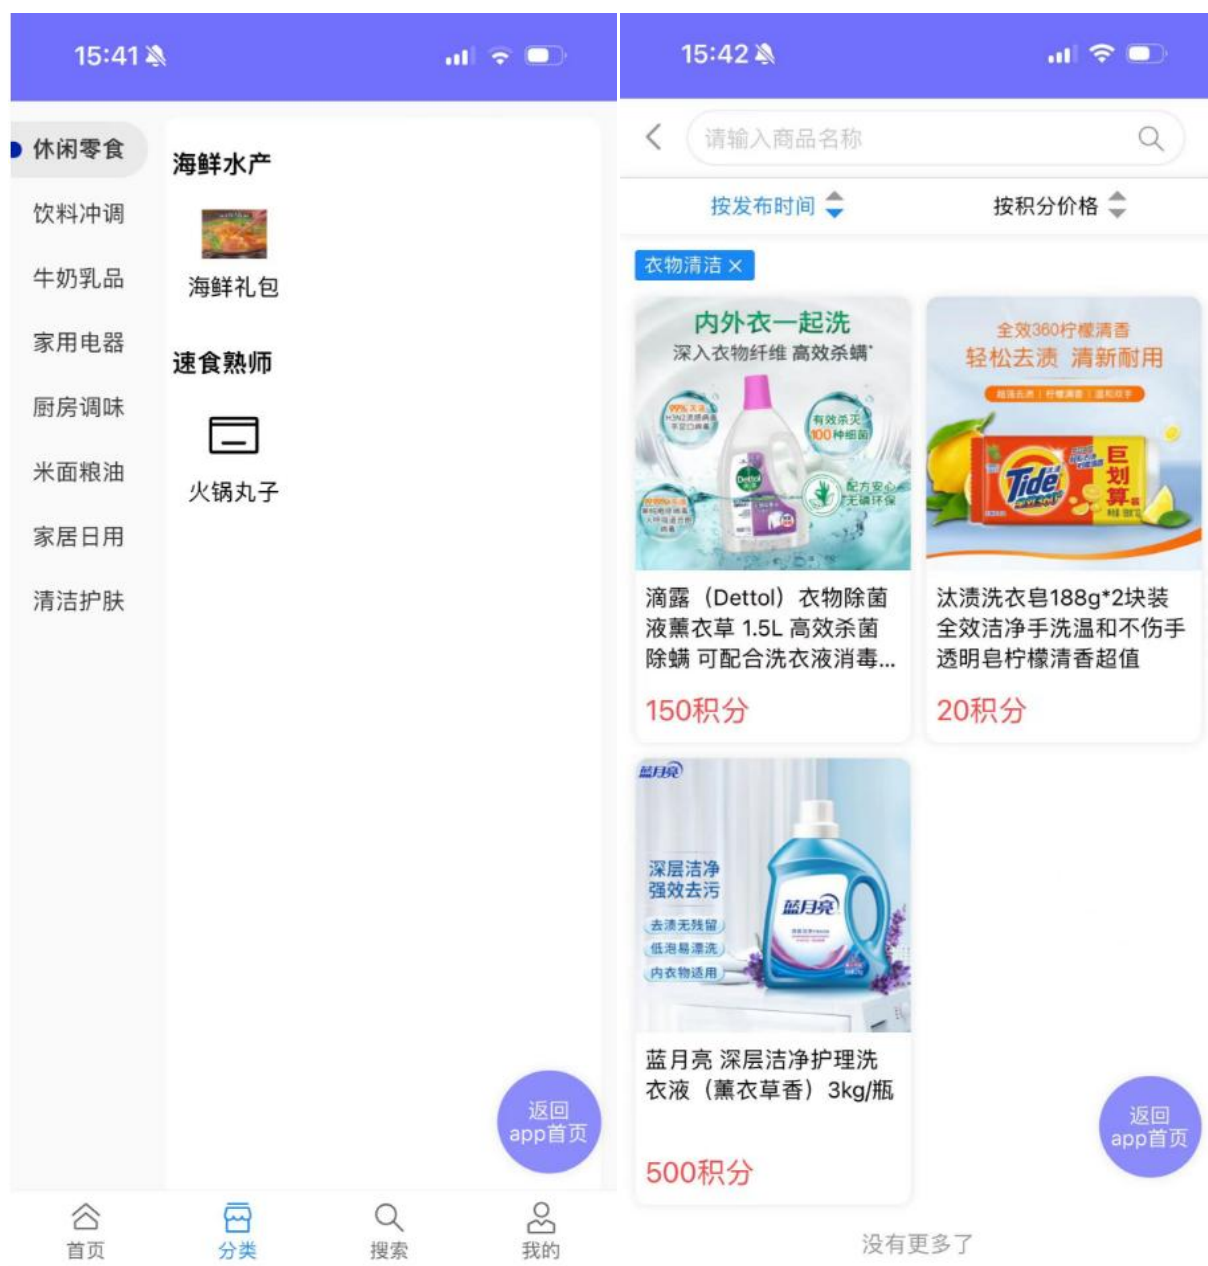 15:41
休闲零食
饮料冲调
牛奶乳品
家用电器
厨房调味
米面粮油
家居日用
清洁护肤
海鲜水产
海鲜礼包
速食熟师
火锅丸子
返回
app首页
首页
分类
搜索
我的
15:42
请输入商品名称
按发布时间
按积分价格
衣物清洁 ×
内外衣一起洗
深入衣物纤维 高效杀螨*
有效杀灭
100种细菌
配方安心
无磷环保
Dettol
滴露（Dettol）衣物除菌
液薰衣草 1.5L 高效杀菌
除螨 可配合洗衣液消毒...
150积分
全效360柠檬清香
轻松去渍 清新耐用
Tide
巨
划
算
汰渍洗衣皂188g*2块装
全效洁净手洗温和不伤手
透明皂柠檬清香超值
20积分
蓝月亮
深层洁净
强效去污
去渍无残留
低泡易漂洗
内衣物适用
蓝月亮
蓝月亮 深层洁净护理洗
衣液（薰衣草香）3kg/瓶
500积分
返回
app首页
没有更多了